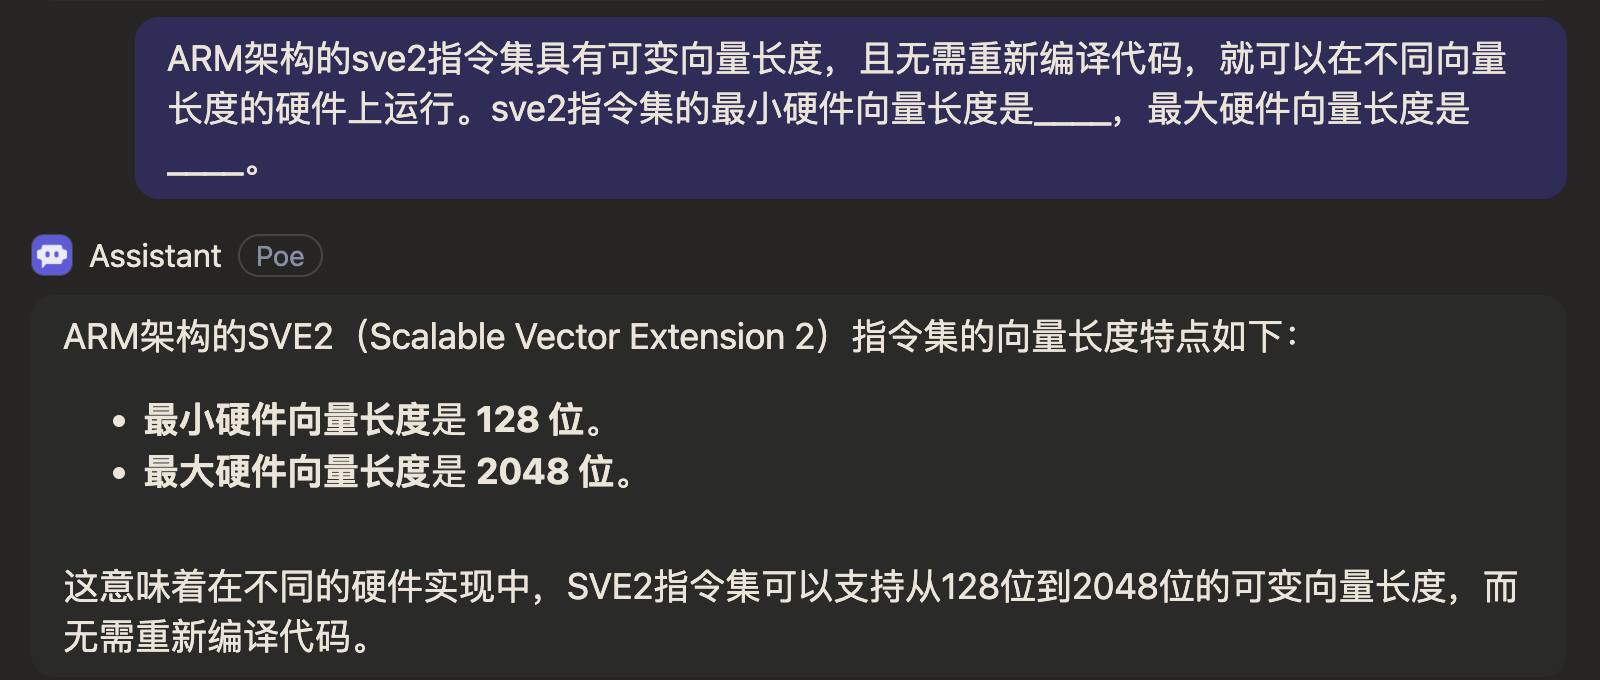 ARM架构的sve2指令集具有可变向量长度，且无需重新编译代码，就可以在不同向量
长度的硬件上运行。sve2指令集的最小硬件向量长度是____，最大硬件向量长度是
____。
Assistant Poe
ARM架构的SVE2（Scalable Vector Extension 2）指令集的向量长度特点如下：
• 最小硬件向量长度是 128 位。
• 最大硬件向量长度是 2048 位。
这意味着在不同的硬件实现中，SVE2指令集可以支持从128位到2048位的可变向量长度，而
无需重新编译代码。